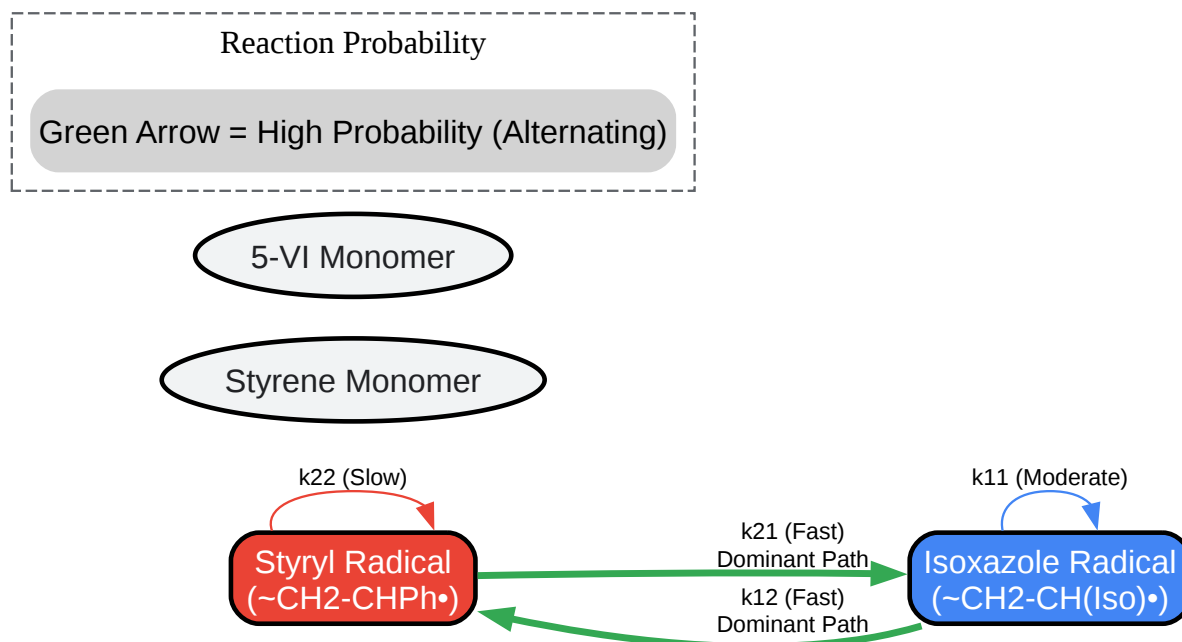 Reaction Probability
Green Arrow = High Probability (Alternating)
5-VI Monomer
Styrene Monomer
k22 (Slow)
k11 (Moderate)
k21 (Fast)
Dominant Path
Styryl Radical
(~CH2-CHPh•)
Isoxazole Radical
(~CH2-CH(Iso)•)
k12 (Fast)
Dominant Path